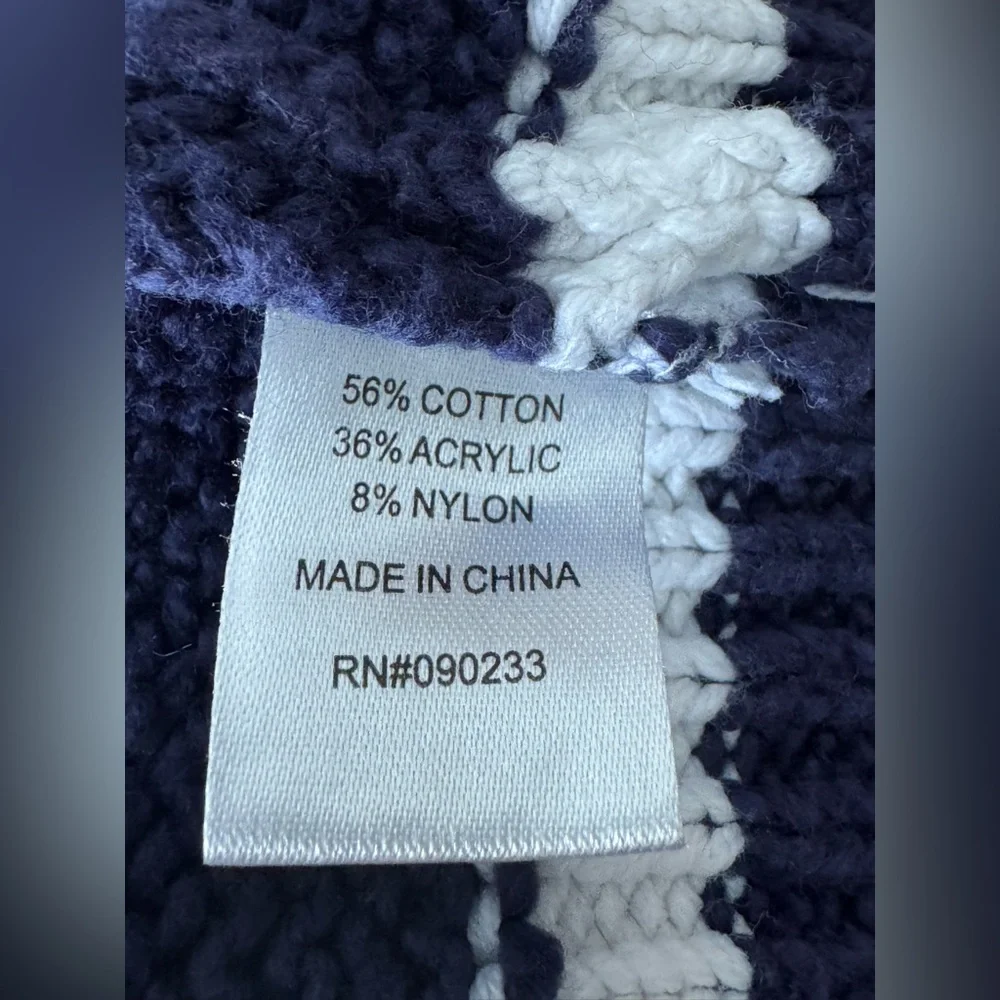 56% COTTON
36% ACRYLIC
8% NYLON
MADE IN CHINA
RN#090233